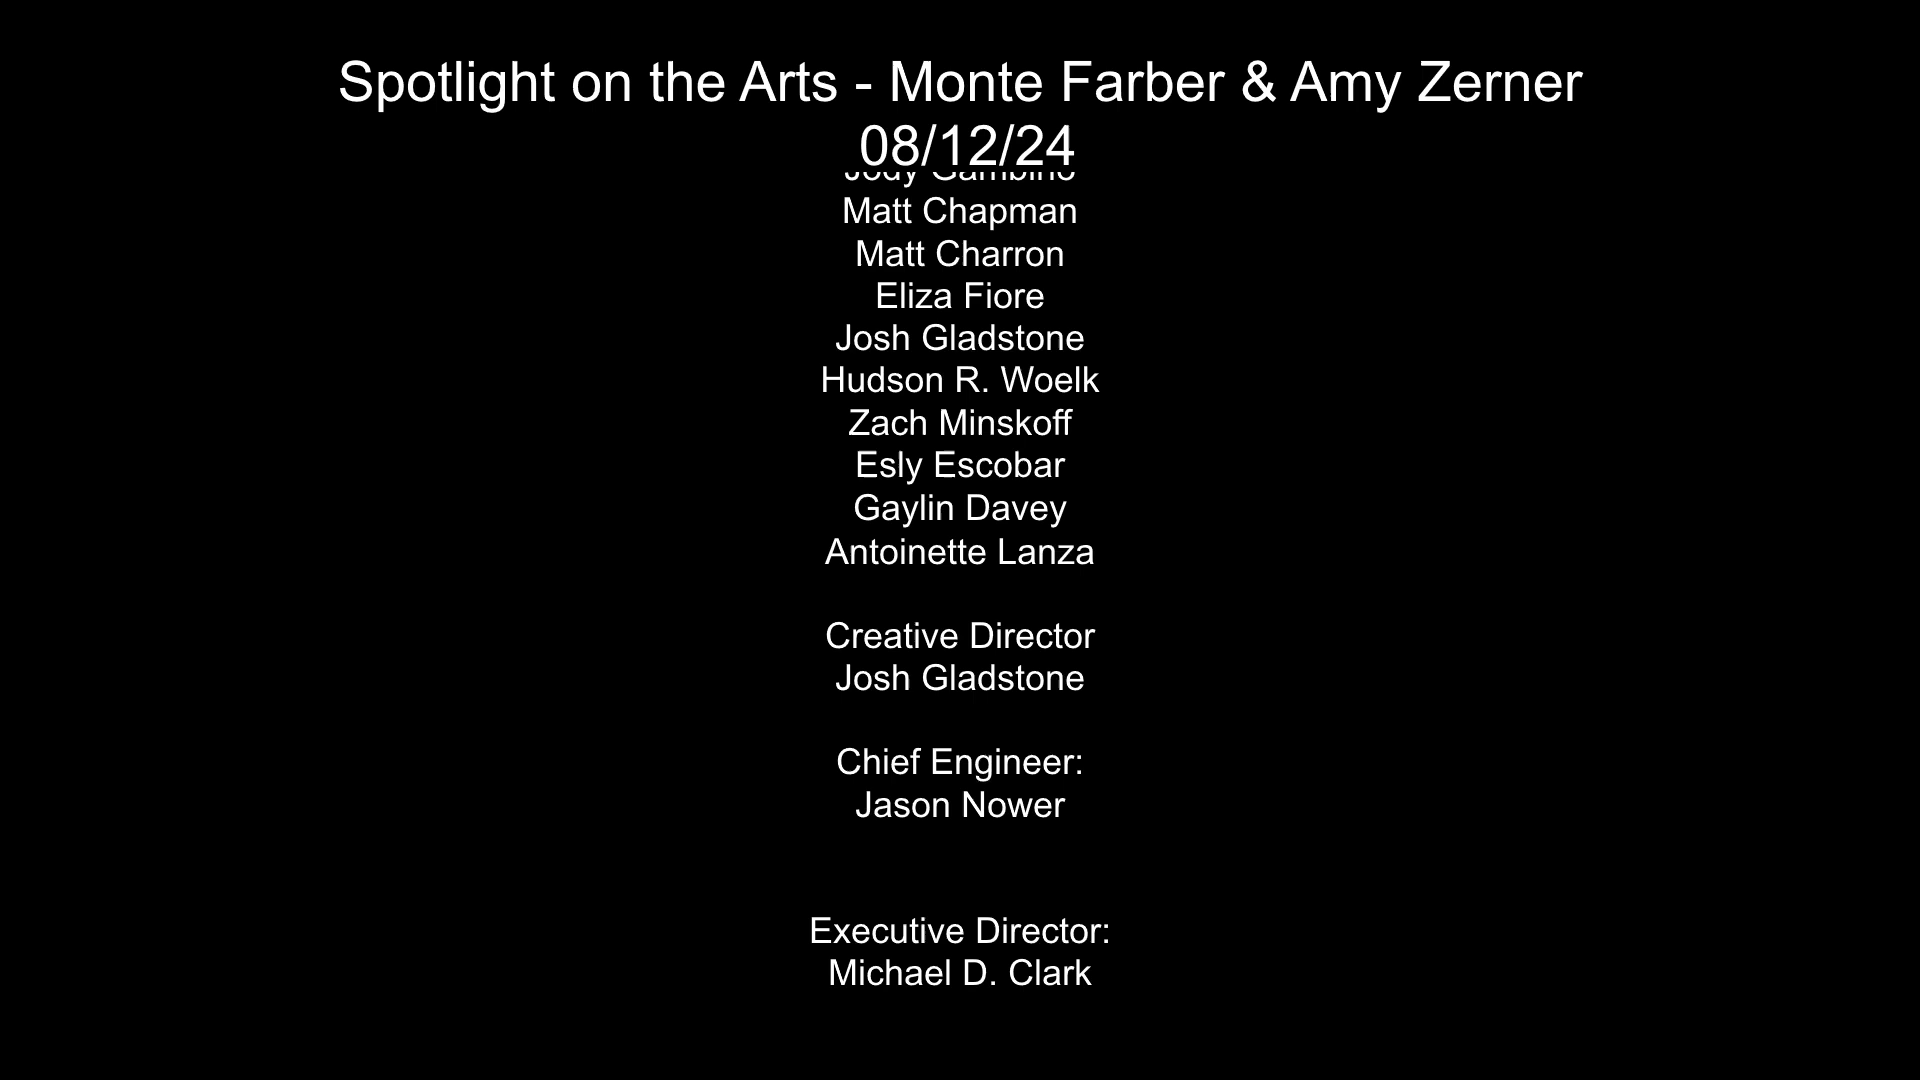 Spotlight on the Arts - Monte Farber & Amy Zerner
08/12/24
Jody Gambino
Matt Chapman
Matt Charron
Eliza Fiore
Josh Gladstone
Hudson R. Woelk
Zach Minskoff
Esly Escobar
Gaylin Davey
Antoinette Lanza
Creative Director
Josh Gladstone
Chief Engineer:
Jason Nower
Executive Director:
Michael D. Clark